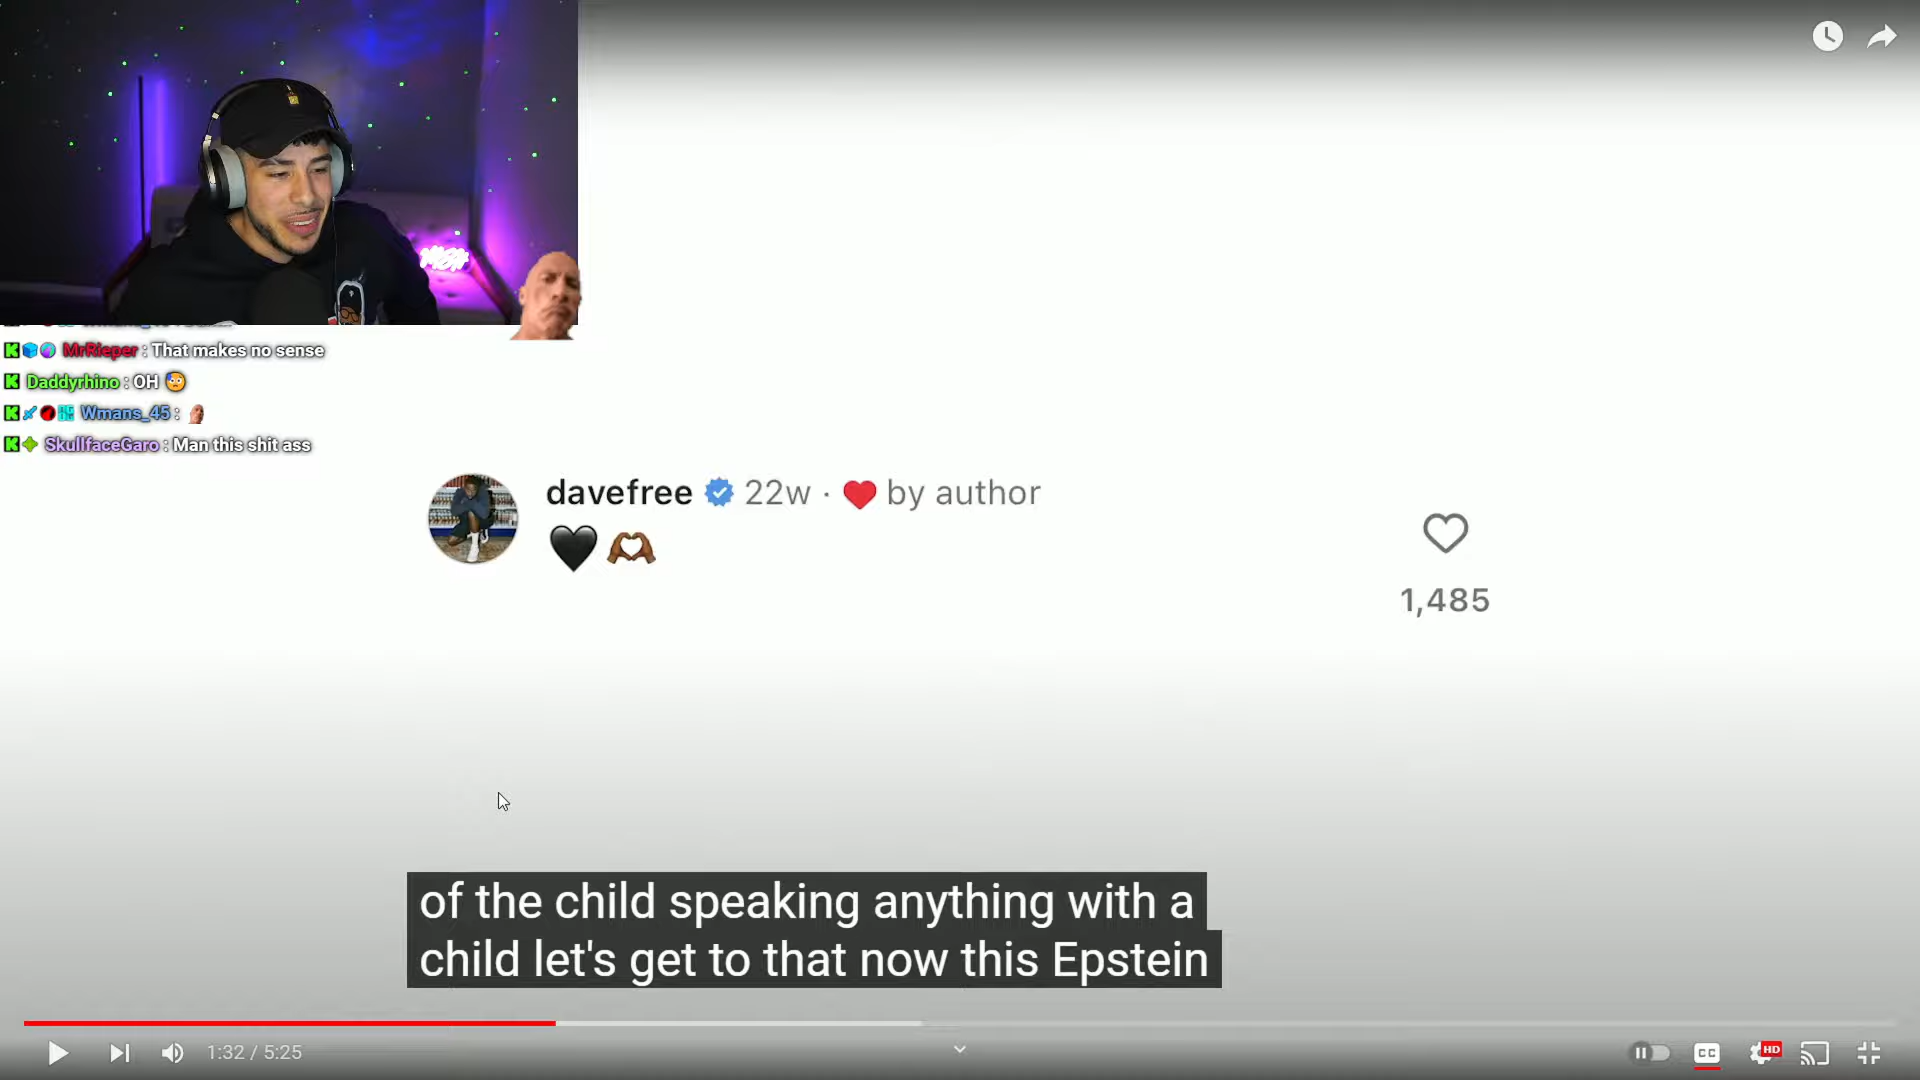 MrRieper : That makes no sense
Daddyrhino : OH
Wmans_45 :
SkullfaceGaro : Man this shit ass
davefree 22w · by author
1,485
of the child speaking anything with a
child let's get to that now this Epstein
1:32 / 5:25
CC
HD